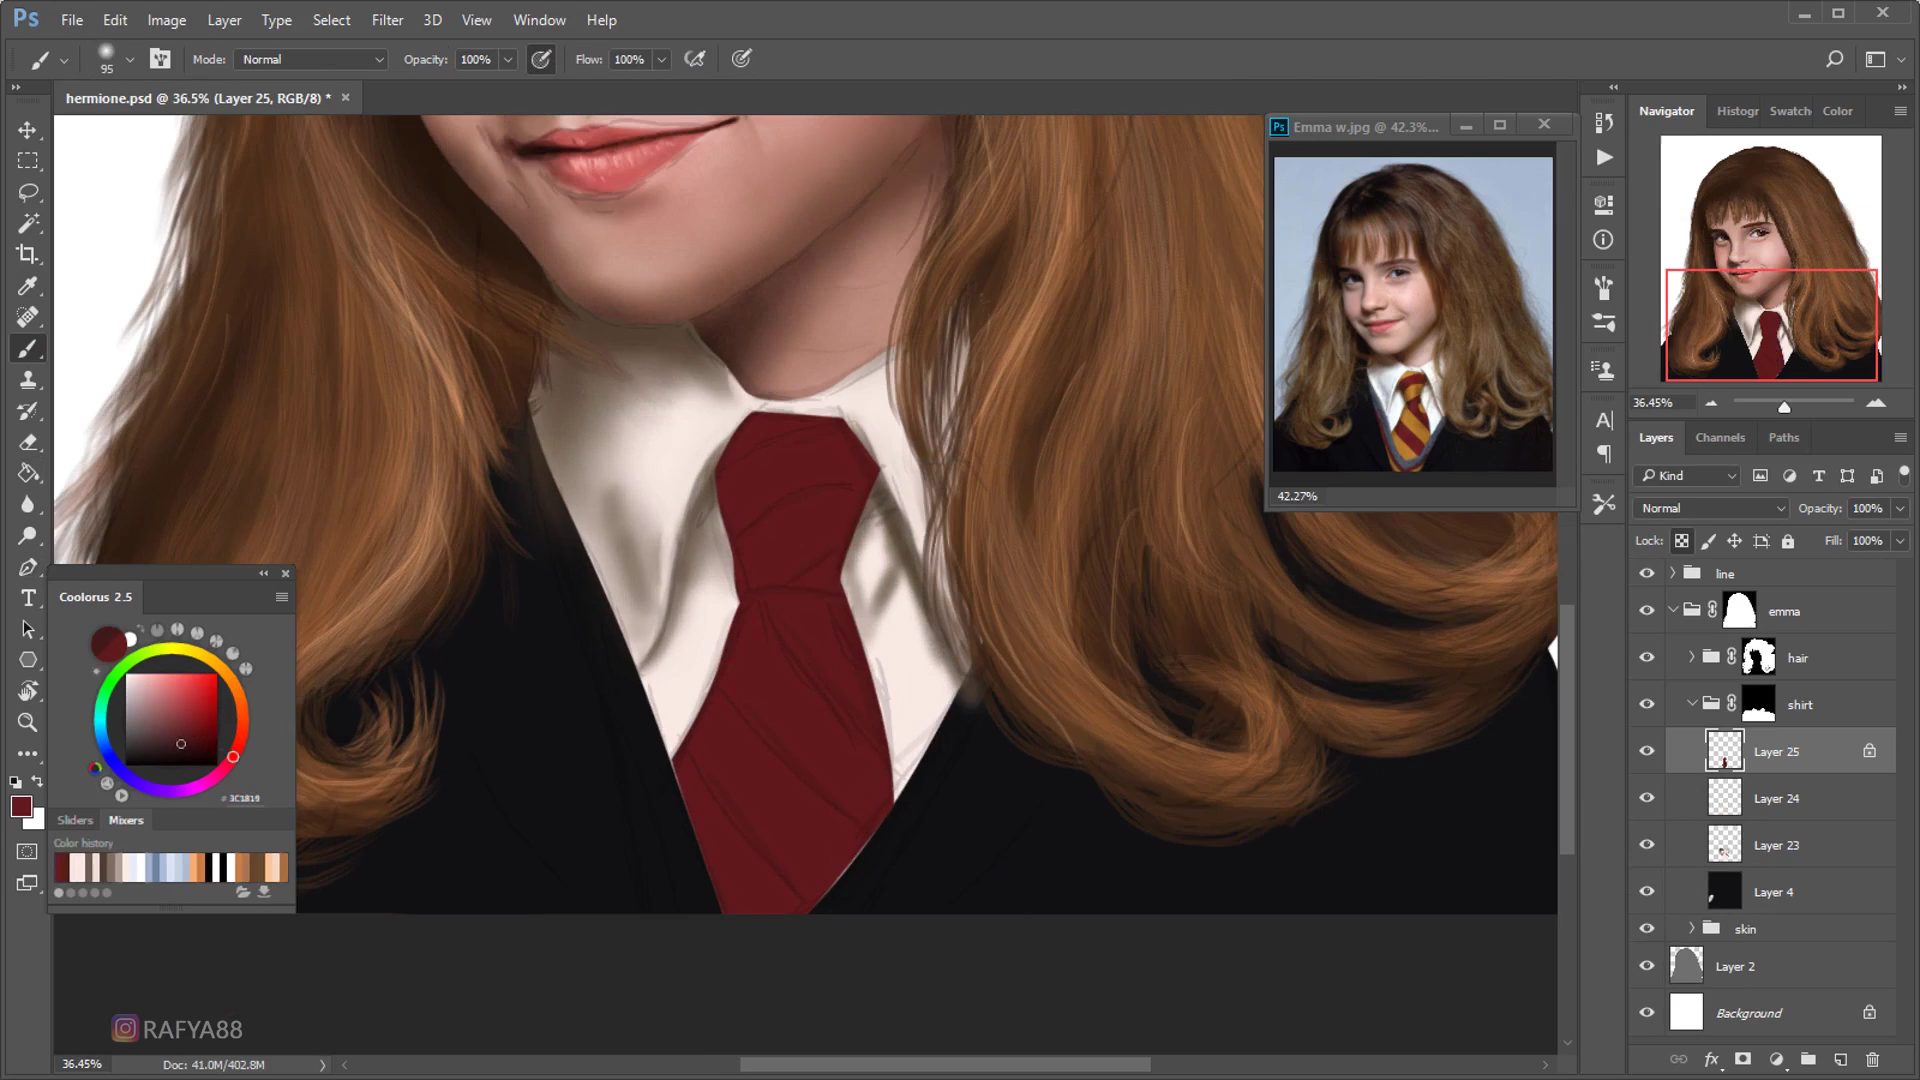 Ps File Edit Image Layer Type Select Filter 3D View Window Help
95 Mode: Normal Opacity: 100% Flow: 100%
hermione.psd @ 36.5% (Layer 25, RGB/8) *
Ps Emma w.jpg @ 42.3%...
42.27%
Navigator Histogr Swatch Color
36.45%
Layers Channels Paths
Kind
Normal Opacity: 100%
Lock: Fill: 100%
line
emma
hair
shirt
Layer 25
Layer 24
Layer 23
Layer 4
skin
Layer 2
Background
Coolorus 2.5
# 3C1819
Sliders Mixers
Color history
RAFYA88
36.45% Doc: 41.0M/402.8M